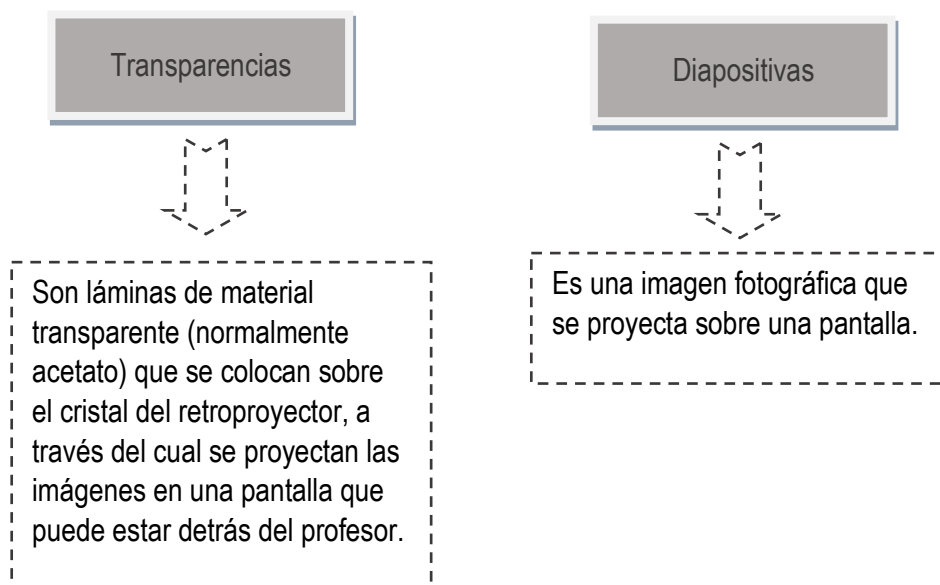 Transparencias
Son láminas de material
transparente (normalmente
acetato) que se colocan sobre
el cristal del retroproyector, a
través del cual se proyectan las
imágenes en una pantalla que
puede estar detrás del profesor.
Diapositivas
Es una imagen fotográfica que
se proyecta sobre una pantalla.